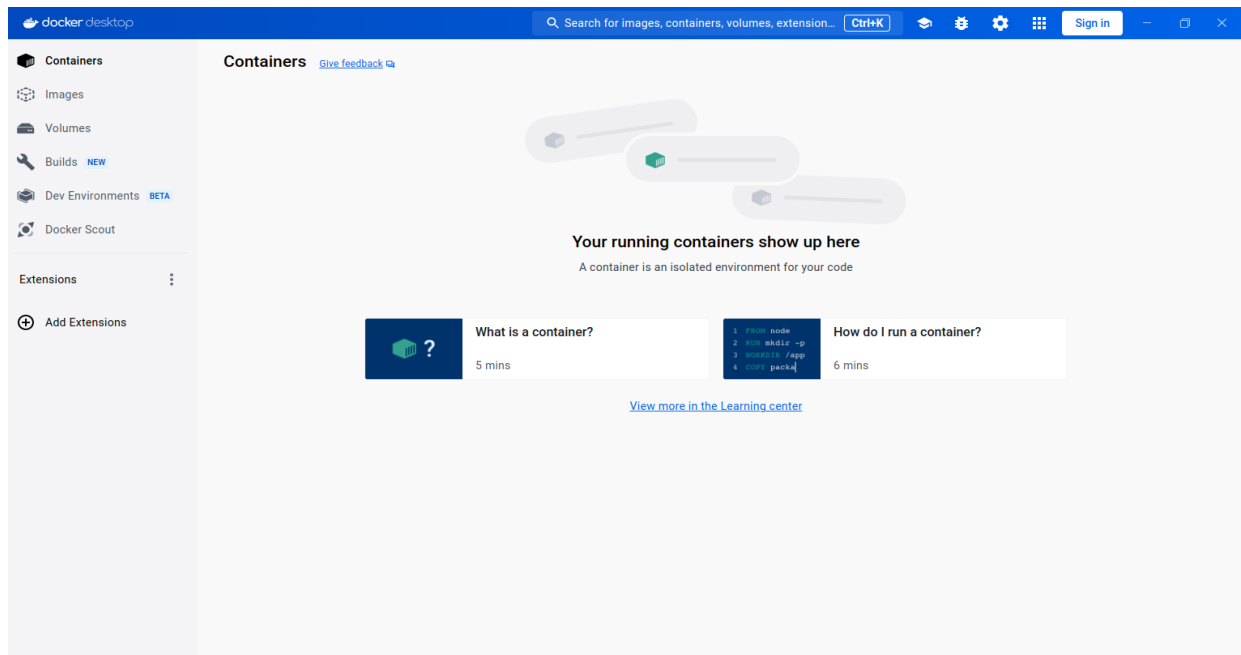 docker desktop
Search for images, containers, volumes, extension... Ctrl+K
Sign in
Containers
Images
Volumes
Builds NEW
Dev Environments BETA
Docker Scout
Extensions
Add Extensions
Containers Give feedback
Your running containers show up here
A container is an isolated environment for your code
?
What is a container?
5 mins
1 FROM node
2 RUN mkdir -p
3 WORKDIR /app
4 COPY packa
How do I run a container?
6 mins
View more in the Learning center